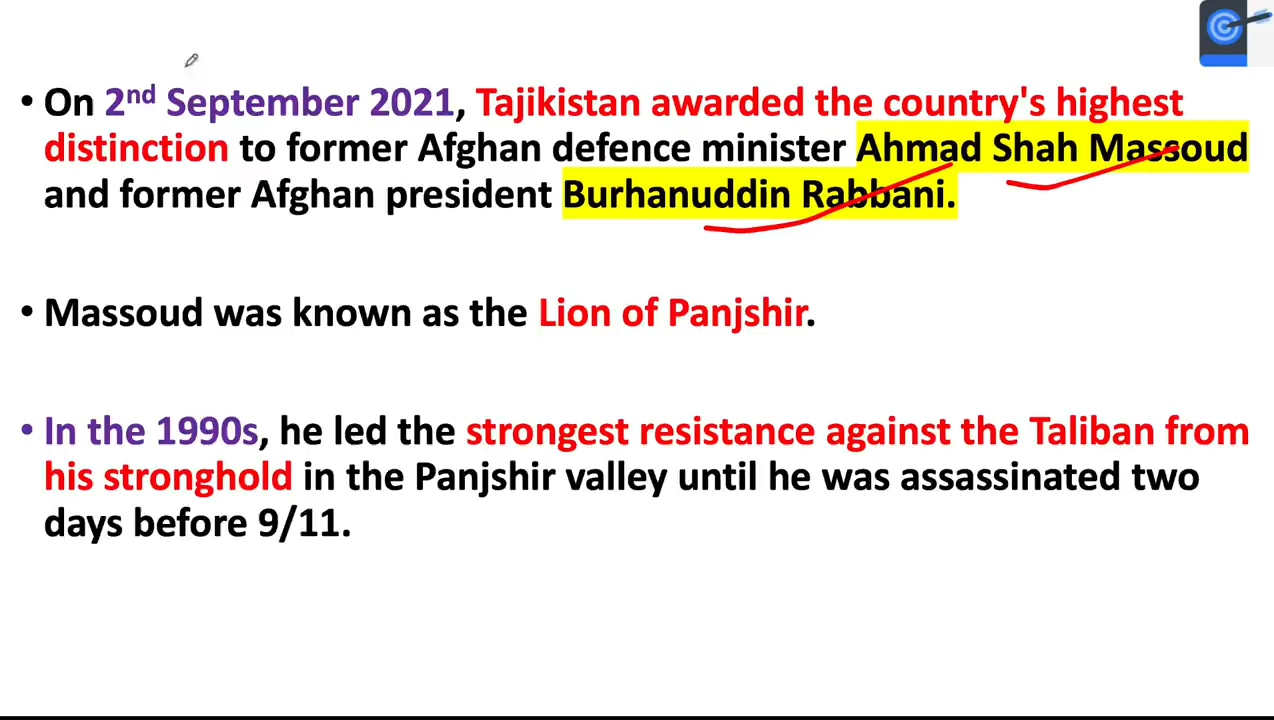 • On 2nd September 2021, Tajikistan awarded the country's highest
distinction to former Afghan defence minister Ahmad Shah Massoud
and former Afghan president Burhanuddin Rabbani.
• Massoud was known as the Lion of Panjshir.
• In the 1990s, he led the strongest resistance against the Taliban from
his stronghold in the Panjshir valley until he was assassinated two
days before 9/11.